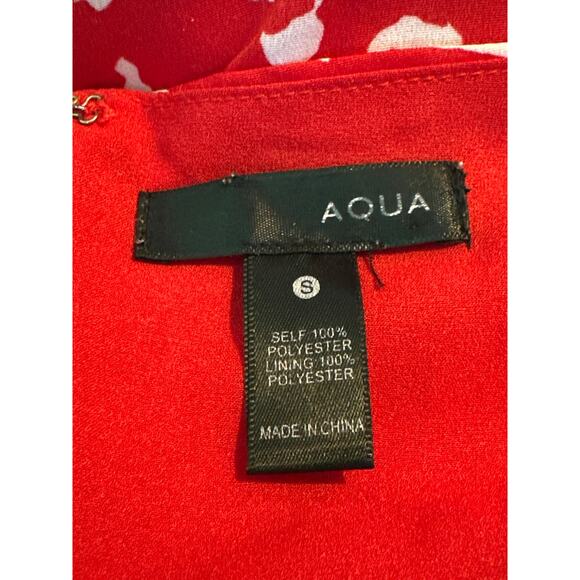 AQUA
S
SELF 100%
POLYESTER
LINING 100%
POLYESTER
MADE IN CHINA